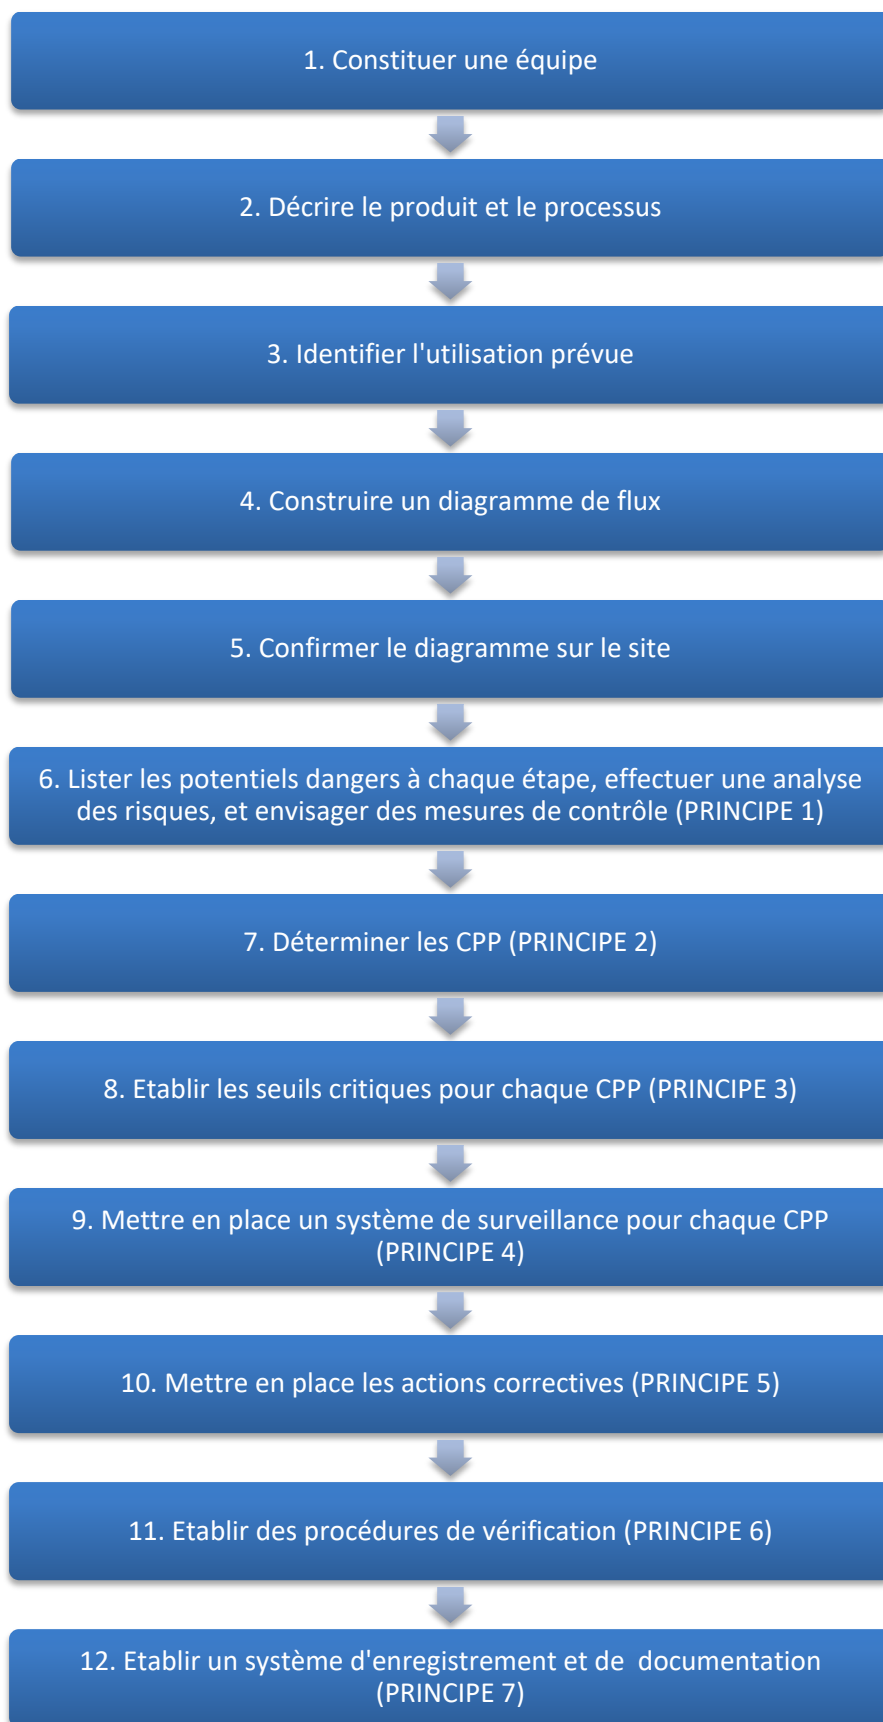 1. Constituer une équipe
2. Décrire le produit et le processus
3. Identifier l'utilisation prévue
4. Construire un diagramme de flux
5. Confirmer le diagramme sur le site
6. Lister les potentiels dangers à chaque étape, effectuer une analyse
des risques, et envisager des mesures de contrôle (PRINCIPE 1)
7. Déterminer les CPP (PRINCIPE 2)
8. Etablir les seuils critiques pour chaque CPP (PRINCIPE 3)
9. Mettre en place un système de surveillance pour chaque CPP
(PRINCIPE 4)
10. Mettre en place les actions correctives (PRINCIPE 5)
11. Etablir des procédures de vérification (PRINCIPE 6)
12. Etablir un système d'enregistrement et de  documentation
(PRINCIPE 7)